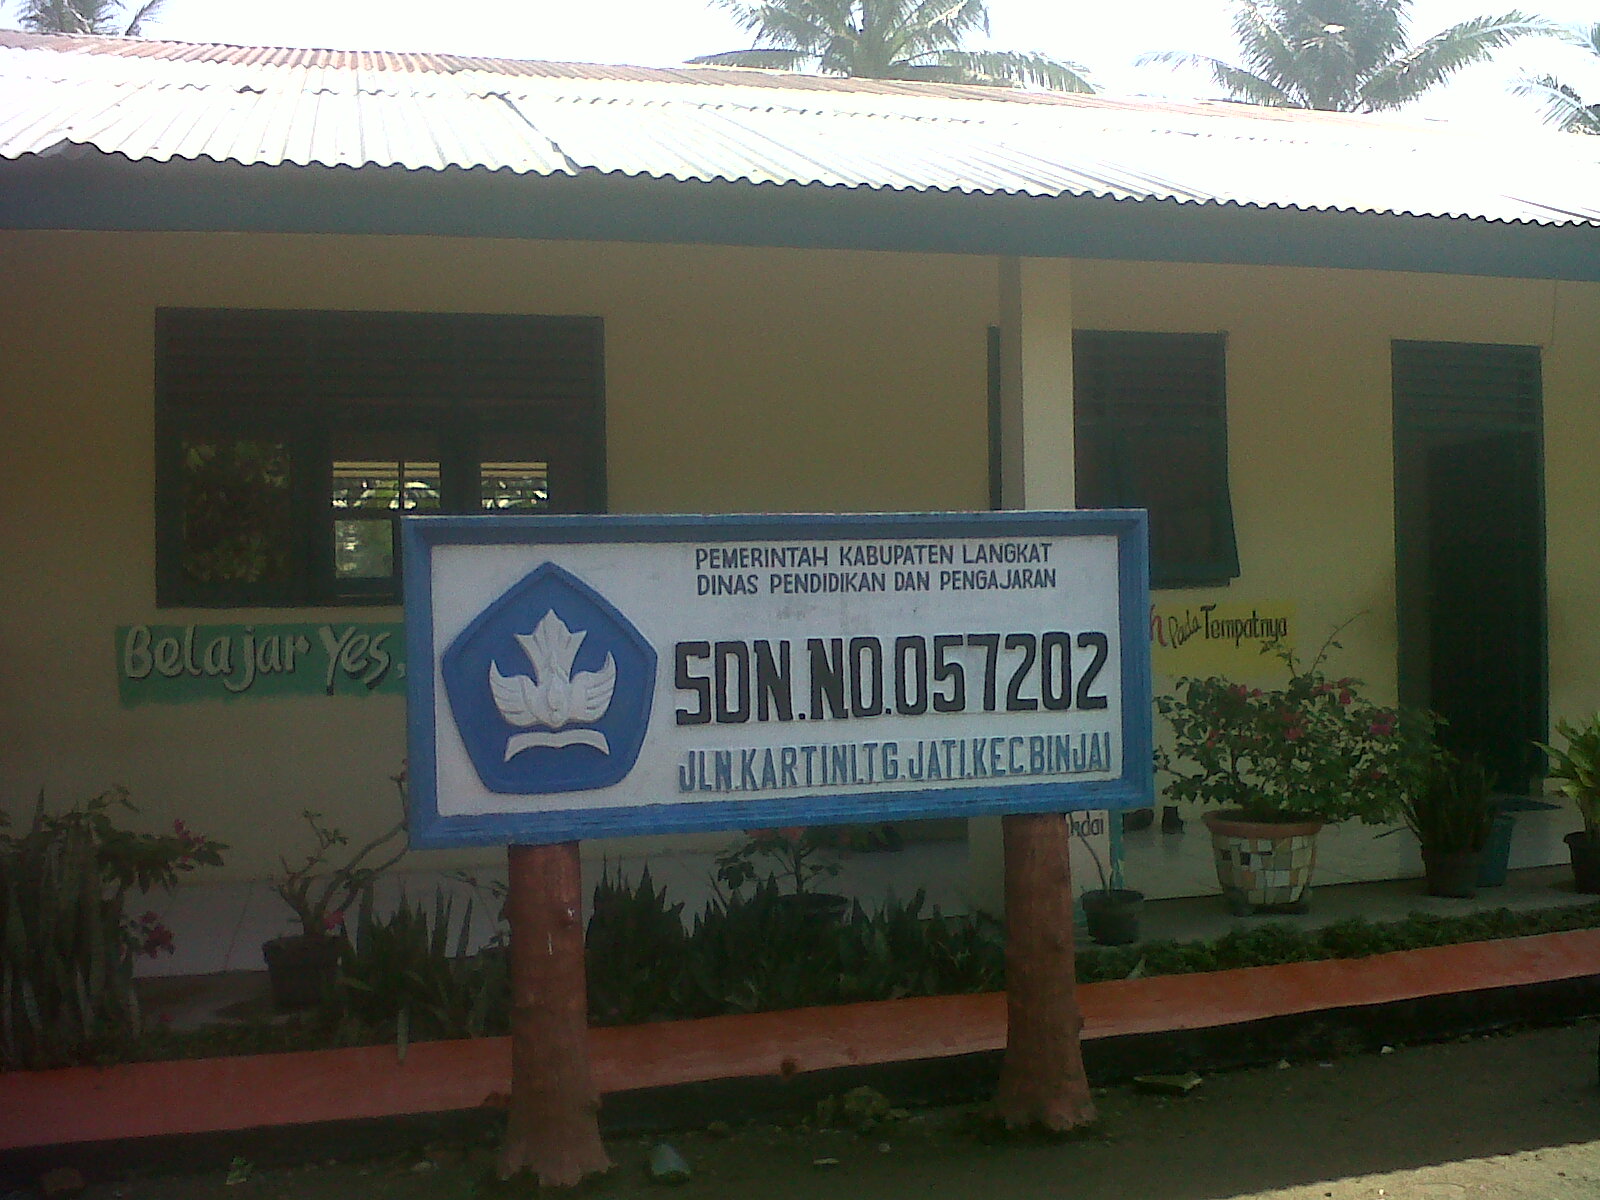 PEMERINTAH KABUPATEN LANGKAT
DINAS PENDIDIKAN DAN PENGAJARAN
SDN.NO.057202
JLN.KARTINI.TG.JATI.KEC.BINJAI
Belajar Yes,
Pada Tempatnya